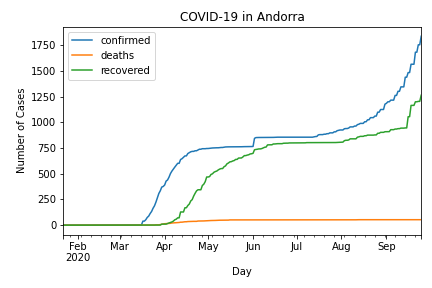 COVID-19 in Andorra
confirmed
deaths
recovered
Number of Cases
1750
1500
1250
1000
750
500
250
0
Feb Mar Apr May Jun Jul Aug Sep
2020
Day